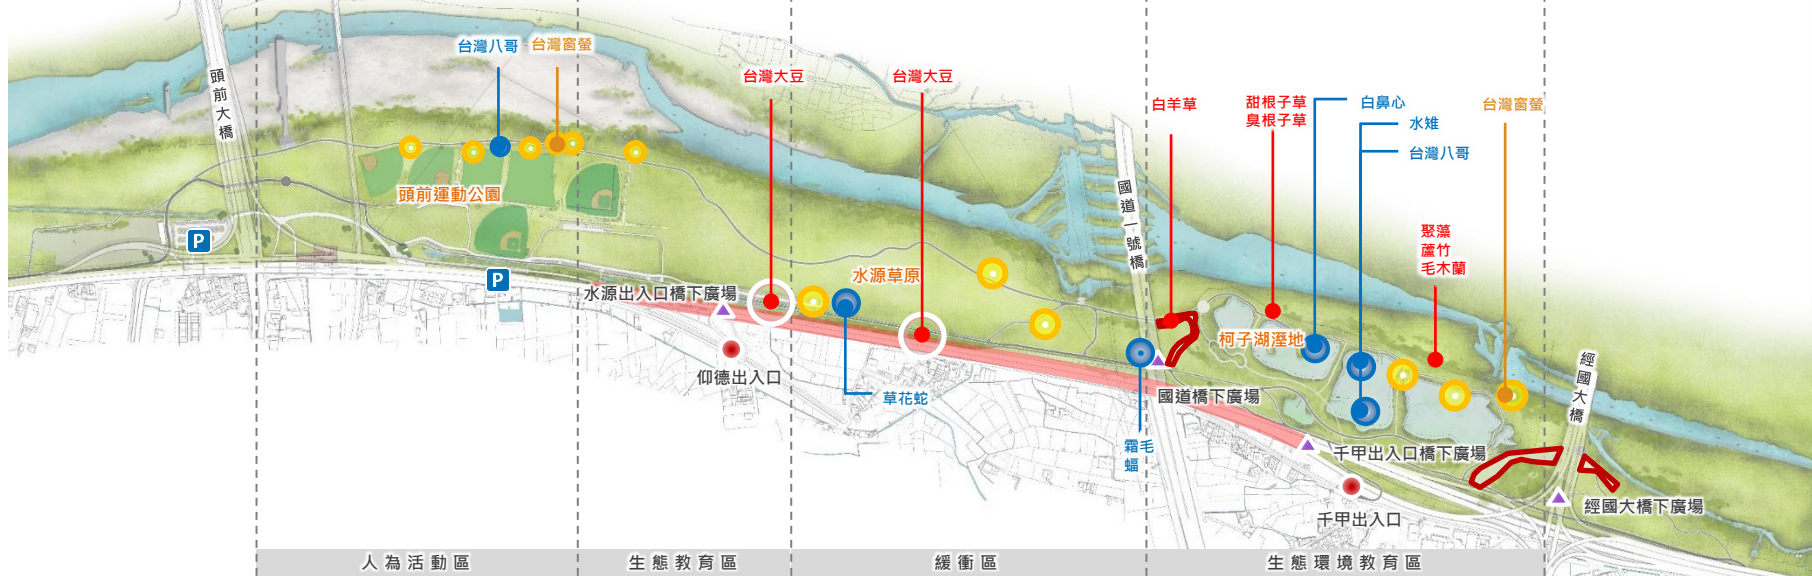 台灣八哥
台灣窗螢
頭前大橋
台灣大豆
台灣大豆
白羊草
甜根子草
臭根子草
白鼻心
水雉
台灣八哥
台灣窗螢
頭前運動公園
P
P
國道一號橋
聚藻
蘆竹
毛木蘭
水源草原
水源出入口橋下廣場
柯子湖溼地
仰德出入口
草花蛇
國道橋下廣場
經國大橋
霜毛
蝠
千甲出入口橋下廣場
千甲出入口
經國大橋下廣場
人為活動區
生態教育區
緩衝區
生態環境教育區